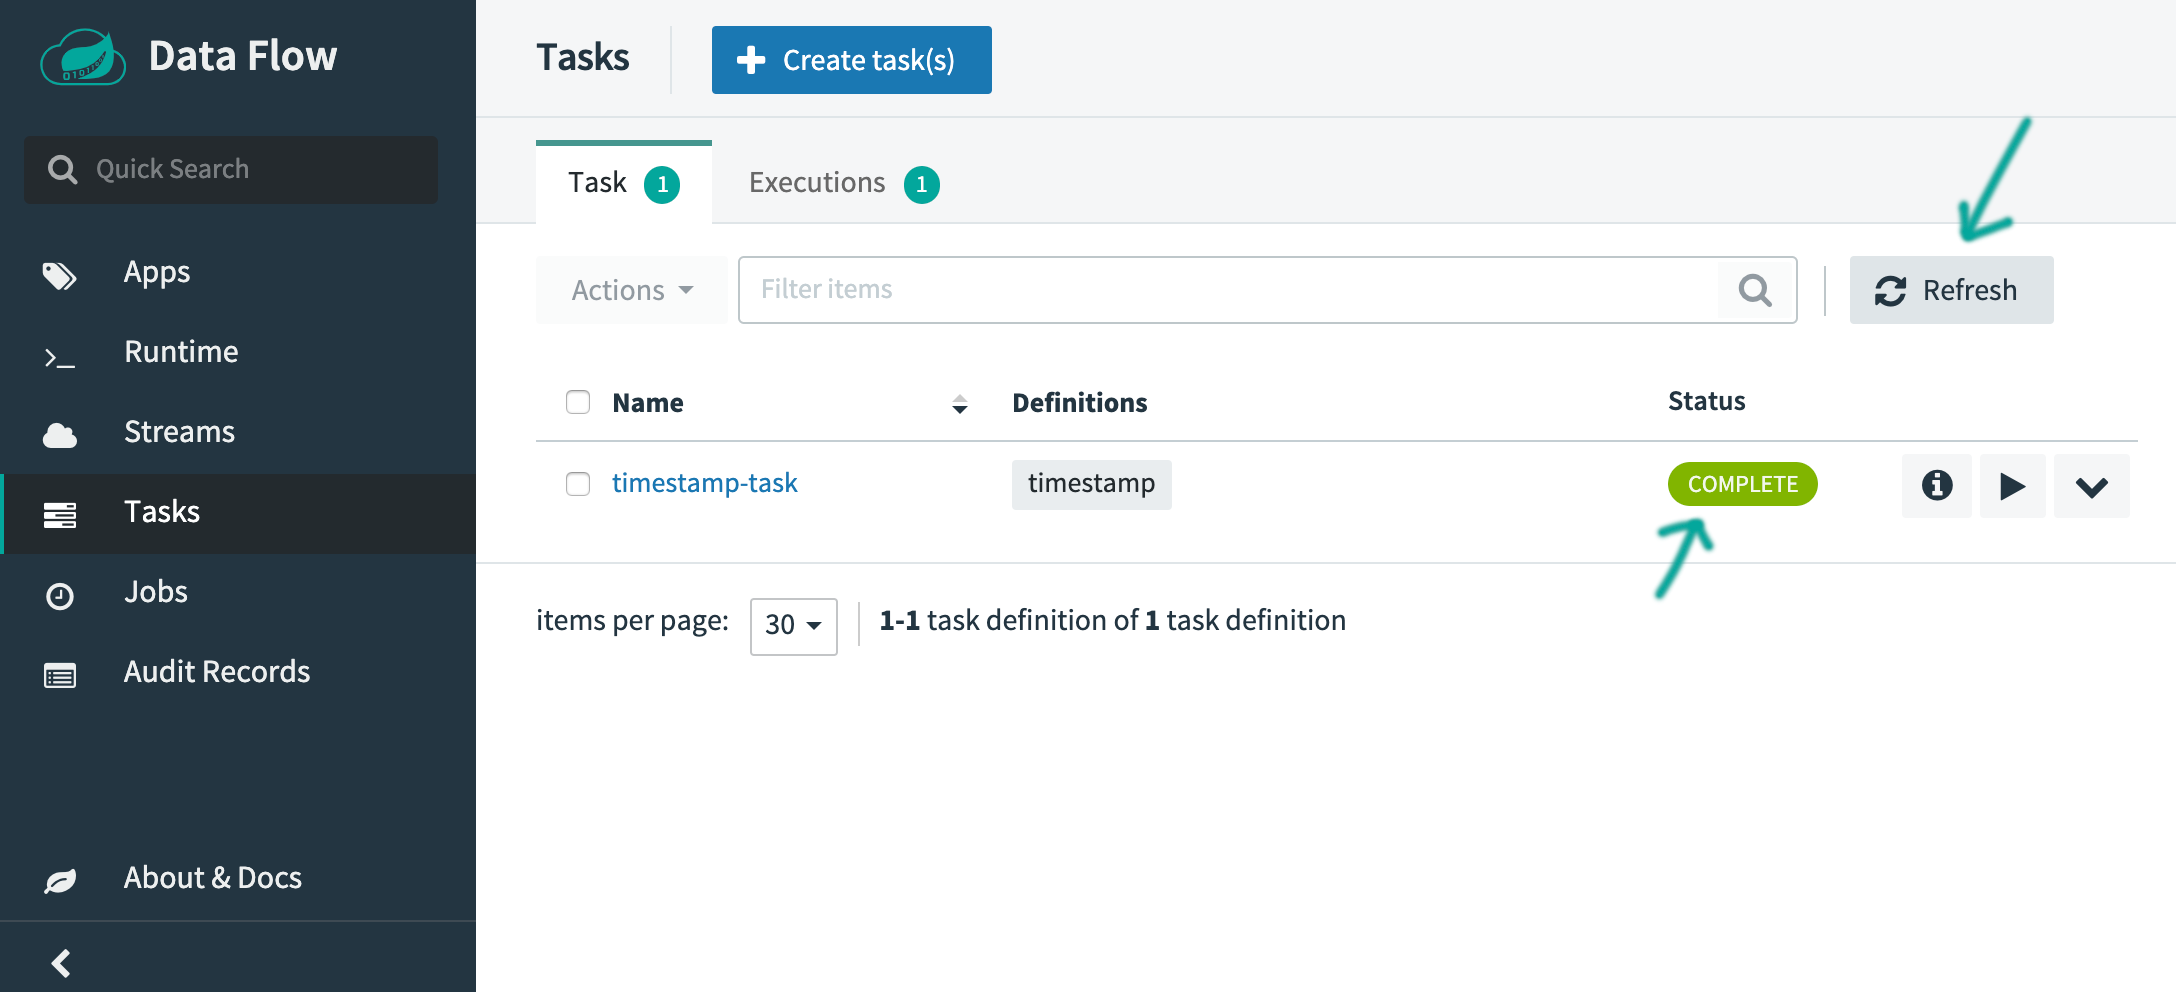 Data Flow
Quick Search
Apps
Runtime
Streams
Tasks
Jobs
Audit Records
About & Docs
Tasks
Create task(s)
Task 1
Executions 1
Actions
Filter items
Refresh
Name
Definitions
Status
timestamp-task
timestamp
COMPLETE
items per page:
30
1-1 task definition of 1 task definition